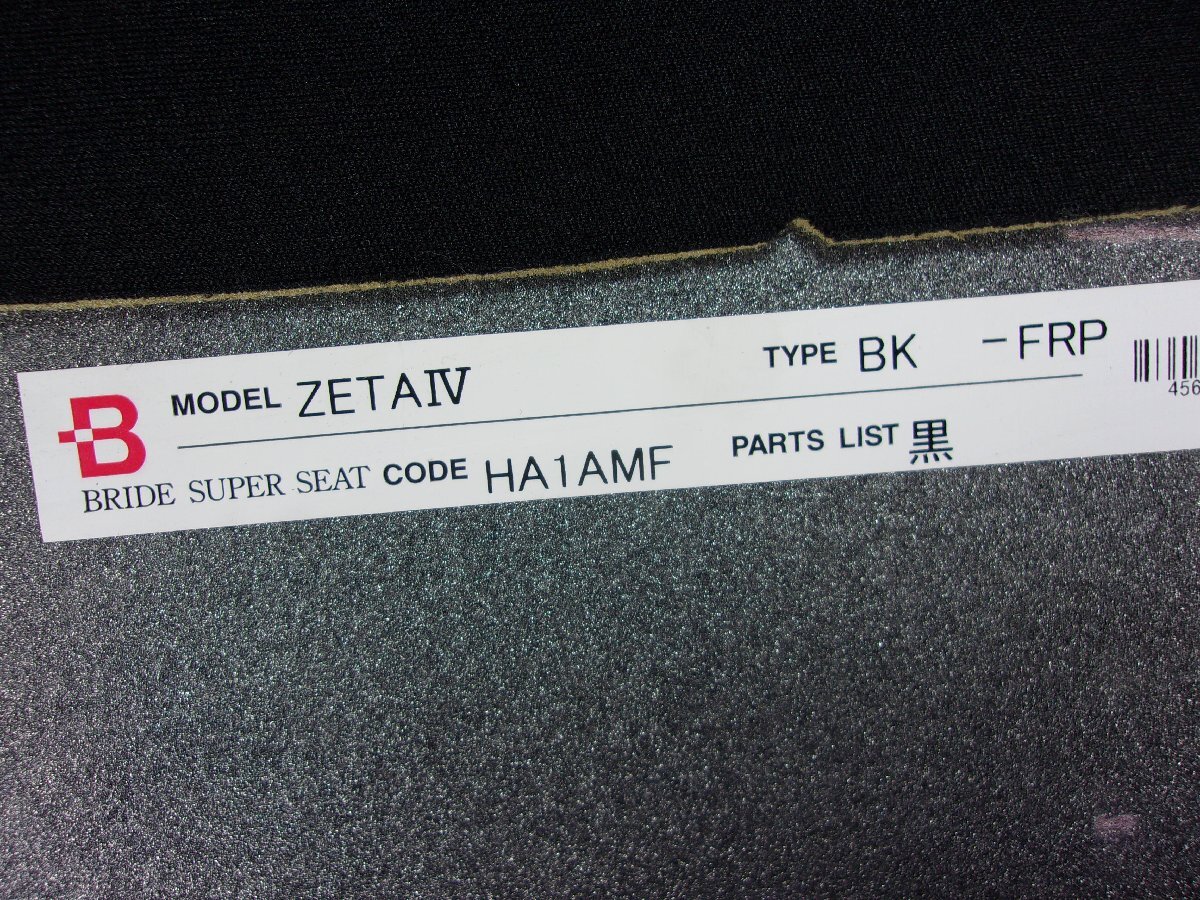 B MODEL ZETAⅣ TYPE BK -FRP
BRIDE SUPER SEAT CODE HA1AMF PARTS LIST 黒
456